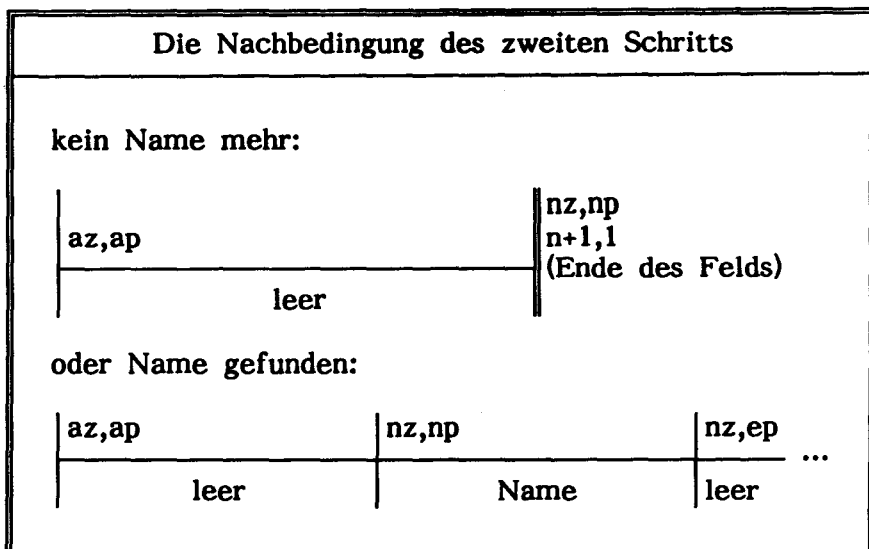 Die Nachbedingung des zweiten Schritts
kein Name mehr:
az,ap
nz,np
n+1,1
(Ende des Felds)
leer
oder Name gefunden:
az,ap nz,np nz,ep
...
leer Name leer